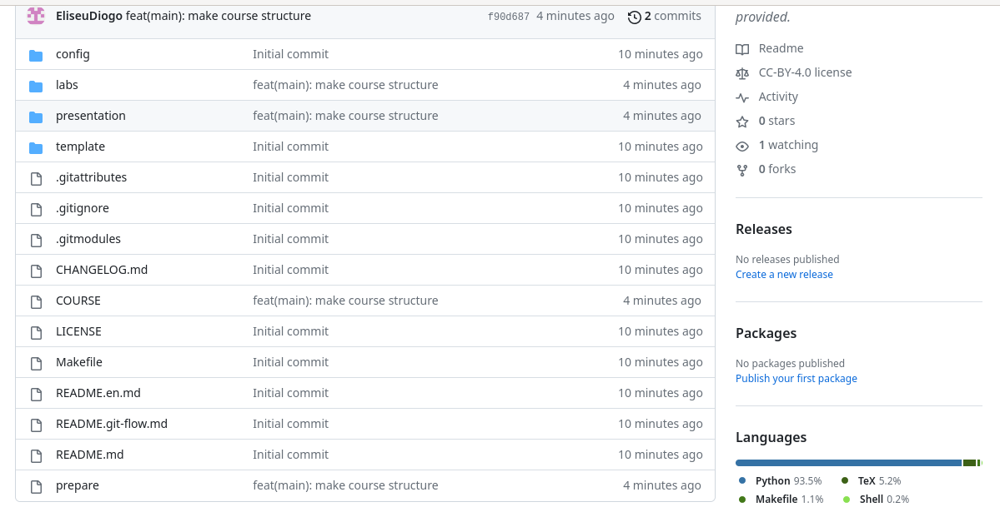 EliseuDiogo feat(main): make course structure f90d687 4 minutes ago 2 commits
config Initial commit 10 minutes ago
labs feat(main): make course structure 4 minutes ago
presentation feat(main): make course structure 4 minutes ago
template Initial commit 10 minutes ago
.gitattributes Initial commit 10 minutes ago
.gitignore Initial commit 10 minutes ago
.gitmodules Initial commit 10 minutes ago
CHANGELOG.md Initial commit 10 minutes ago
COURSE feat(main): make course structure 4 minutes ago
LICENSE Initial commit 10 minutes ago
Makefile Initial commit 10 minutes ago
README.en.md Initial commit 10 minutes ago
README.git-flow.md Initial commit 10 minutes ago
README.md Initial commit 10 minutes ago
prepare feat(main): make course structure 4 minutes ago
provided.
Readme
CC-BY-4.0 license
Activity
0 stars
1 watching
0 forks
Releases
No releases published
Create a new release
Packages
No packages published
Publish your first package
Languages
Python 93.5% TeX 5.2%
Makefile 1.1% Shell 0.2%